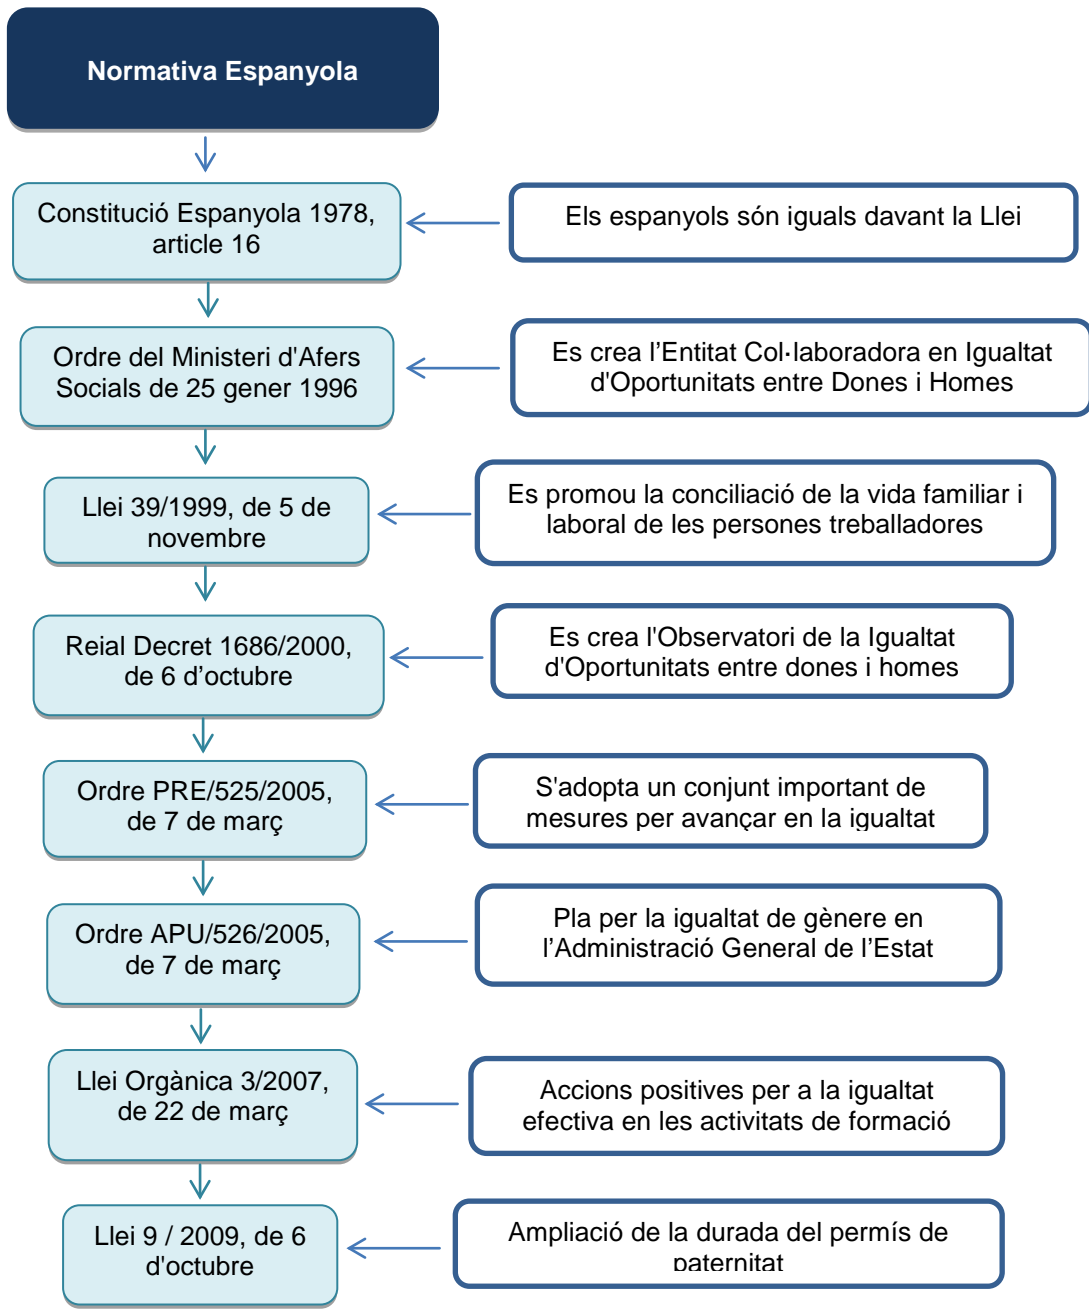 Normativa Espanyola
Constitució Espanyola 1978,
article 16
Els espanyols són iguals davant la Llei
Ordre del Ministeri d'Afers
Socials de 25 gener 1996
Es crea l’Entitat Col·laboradora en Igualtat
d'Oportunitats entre Dones i Homes
Llei 39/1999, de 5 de
novembre
Es promou la conciliació de la vida familiar i
laboral de les persones treballadores
Reial Decret 1686/2000,
de 6 d’octubre
Es crea l'Observatori de la Igualtat
d'Oportunitats entre dones i homes
Ordre PRE/525/2005,
de 7 de març
S'adopta un conjunt important de
mesures per avançar en la igualtat
Ordre APU/526/2005,
de 7 de març
Pla per la igualtat de gènere en
l’Administració General de l’Estat
Llei Orgànica 3/2007,
de 22 de març
Accions positives per a la igualtat
efectiva en les activitats de formació
Llei 9 / 2009, de 6
d'octubre
Ampliació de la durada del permís de
paternitat